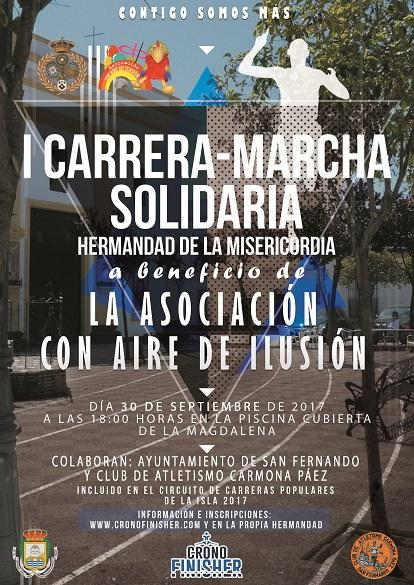 CONTIGO SOMOS MÁS
I CARRERA-MARCHA
SOLIDARIA
HERMANDAD DE LA MISERICORDIA
a beneficio de
LA ASOCIACIÓN
CON AIRE DE ILUSIÓN
DÍA 30 DE SEPTIEMBRE DE 2017
A LAS 18:00 HORAS EN LA PISCINA CUBIERTA
DE LA MAGDALENA
COLABORAN: AYUNTAMIENTO DE SAN FERNANDO
Y CLUB DE ATLETISMO CARMONA PÁEZ
INCLUIDO EN EL CIRCUITO DE CARRERAS POPULARES
DE LA ISLA 2017
INFORMACIÓN E INSCRIPCIONES:
WWW.CRONOFINISHER.COM Y EN LA PROPIA HERMANDAD
CRONO
FINISHER